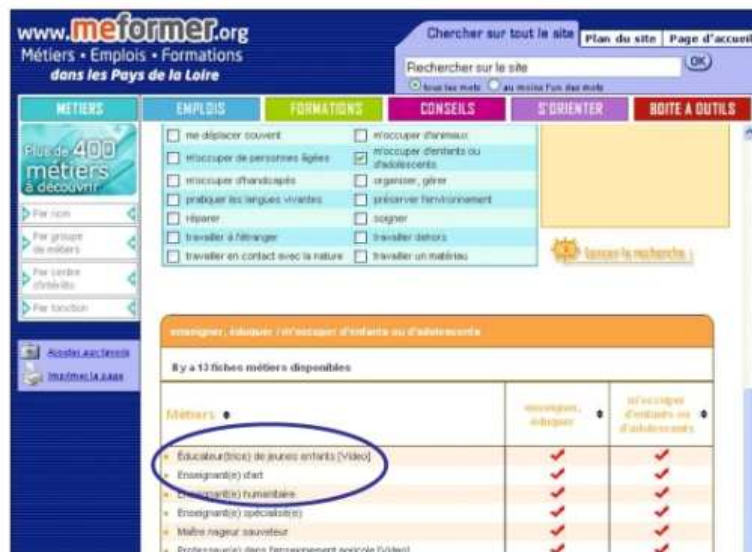 www.meformer.org
Métiers • Emplois • Formations
dans les Pays de la Loire
Chercher sur tout le site
Plan du site
Page d'accueil
Rechercher sur le site
OK
tous les mots au moins l'un des mots
METIERS
EMPLOIS
FORMATIONS
CONSEILS
S'ORIENTER
BOITE A OUTILS
Plus de 400
métiers
à découvrir
Par nom
Par groupe
de métiers
Par centre
d'intérêts
Par fonction
Ajouter aux favoris
Imprimer la page
me déplacer souvent
m'occuper d'animaux
m'occuper de personnes âgées
m'occuper d'enfants ou
d'adolescents
m'occuper d'handicapés
organiser, gérer
pratiquer les langues vivantes
préserver l'environnement
réparer
soigner
travailler à l'étranger
travailler dehors
travailler en contact avec la nature
travailler un matériau
Lancer la recherche
enseigner, éduquer / m'occuper d'enfants ou d'adolescents
Il y a 13 fiches métiers disponibles
Métiers
enseigner,
éduquer
m'occuper
d'enfants ou
d'adolescents
Éducateur(trice) de jeunes enfants [Vidéo]
Enseignant(e) d'art
Enseignant(e) humanitaire
Enseignant(e) spécialisé(e)
Maître nageur sauveteur
Professeur(e) dans l'enseignement agricole [Vidéo]